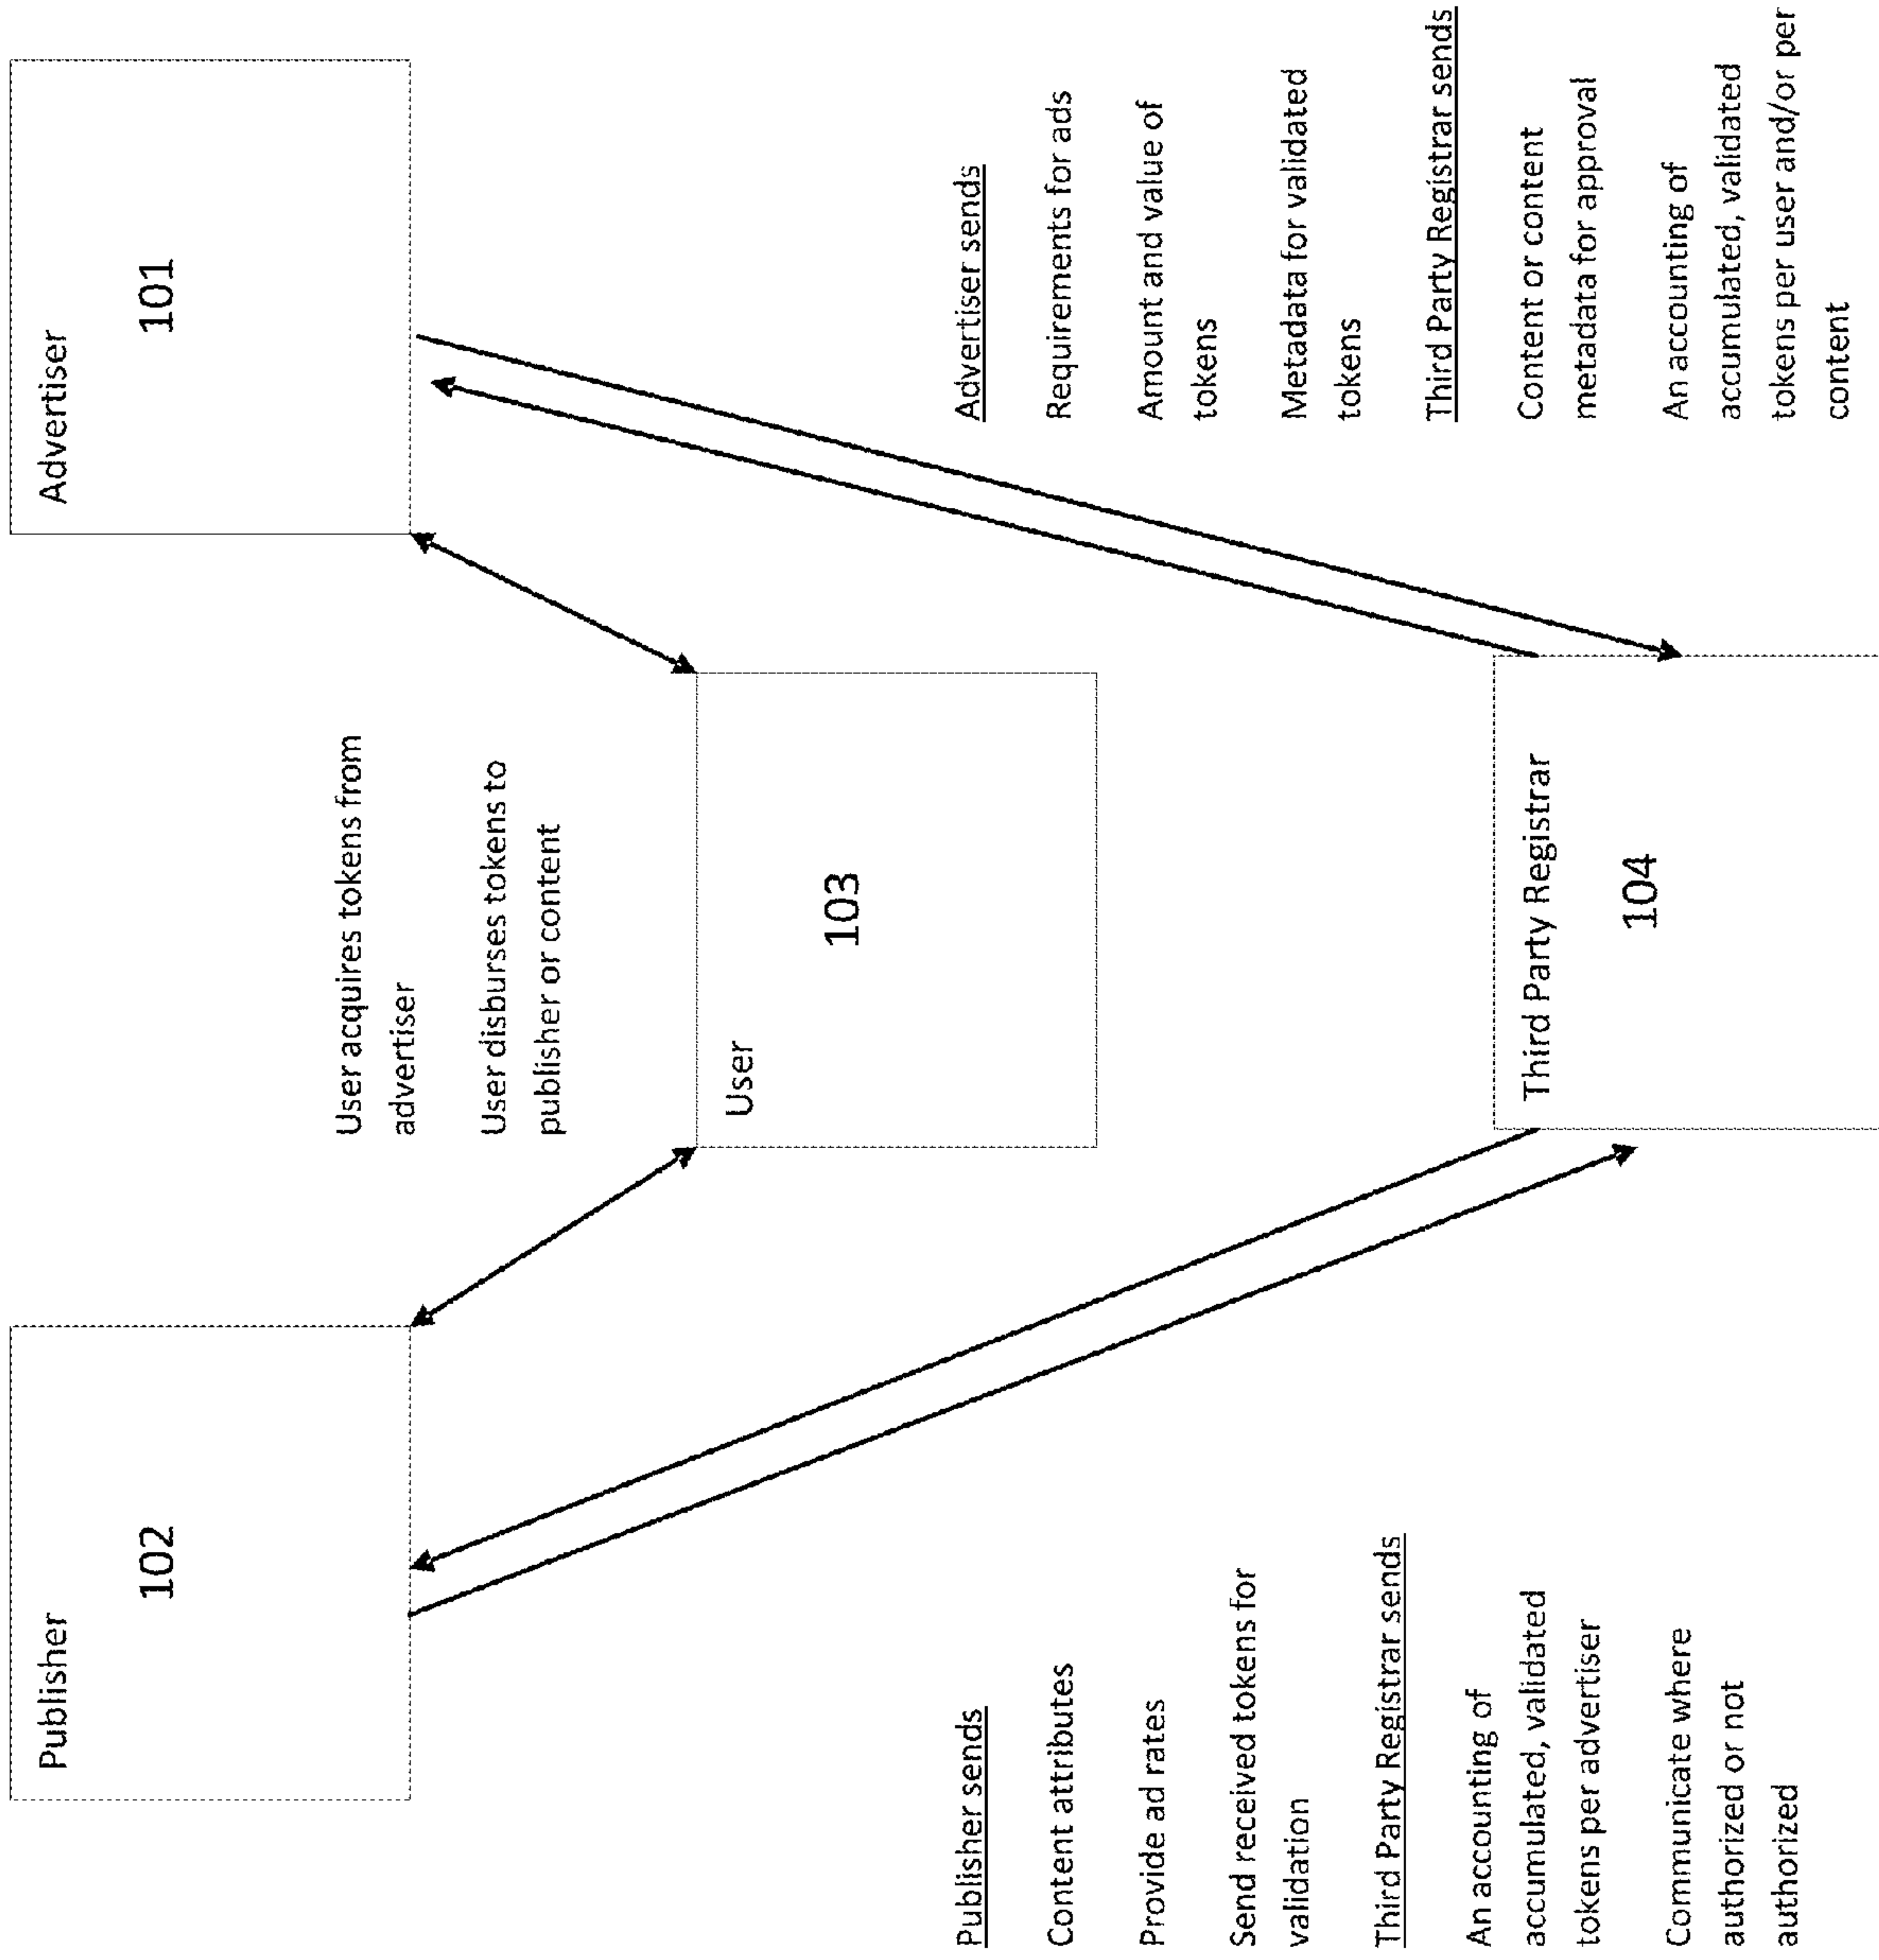 Publisher
102
Advertiser
101
User acquires tokens from
advertiser
User disburses tokens to
publisher or content
User
103
Publisher sends
Content attributes
Provide ad rates
Send received tokens for
validation
Third Party Registrar sends
An accounting of
accumulated, validated
tokens per advertiser
Communicate where
authorized or not
authorized
Third Party Registrar
104
Advertiser sends
Requirements for ads
Amount and value of
tokens
Metadata for validated
tokens
Third Party Registrar sends
Content or content
metadata for approval
An accounting of
accumulated, validated
tokens per user and/or per
content